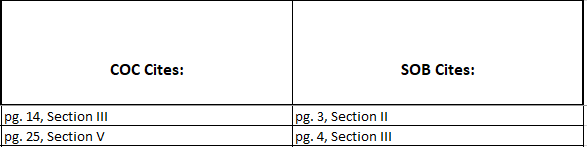 COC Cites: SOB Cites:
pg. 14, Section III pg. 3, Section II
pg. 25, Section V pg. 4, Section III